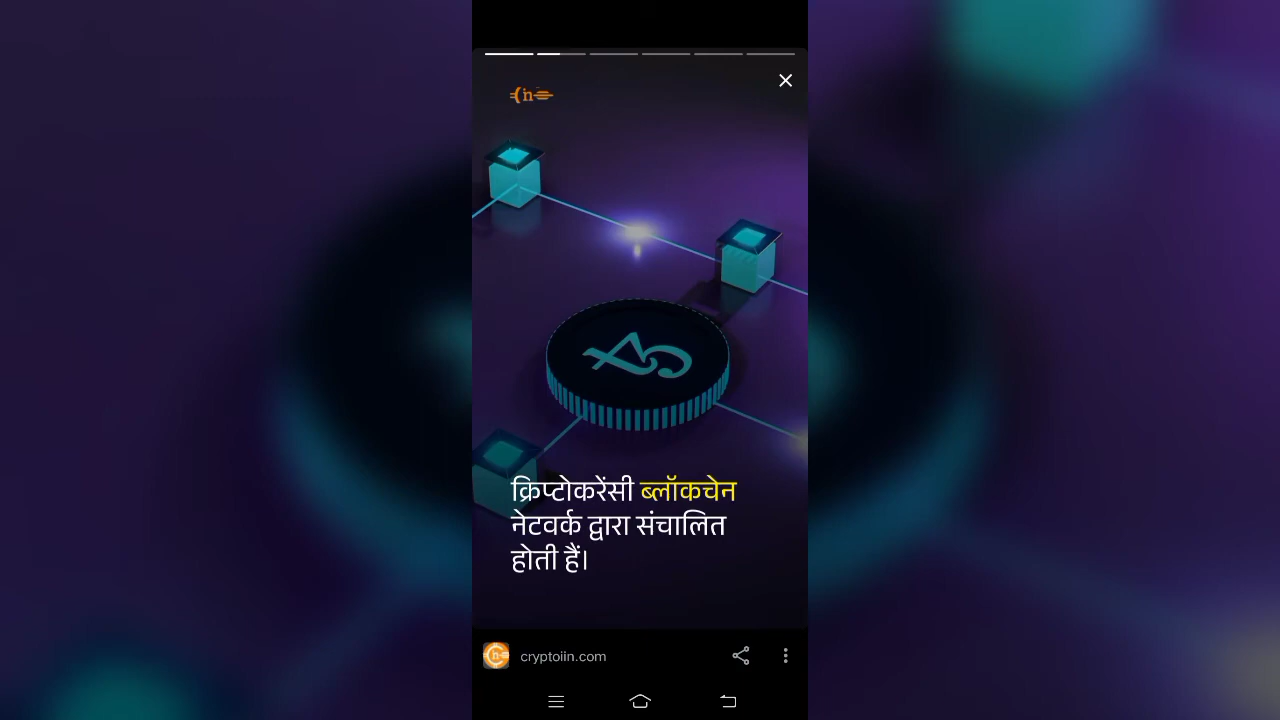 क्रिप्टोकरेंसी ब्लॉकचेन
नेटवर्क द्वारा संचालित
होती हैं।
cryptoiin.com